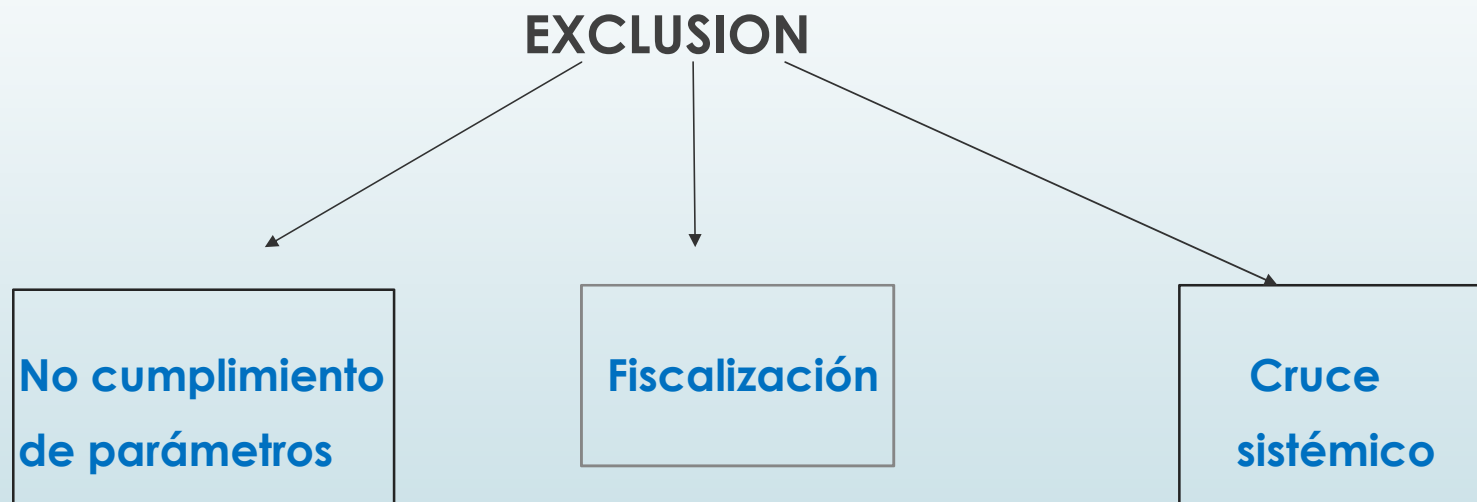 EXCLUSION
No cumplimiento
de parámetros
Fiscalización
Cruce
sistémico